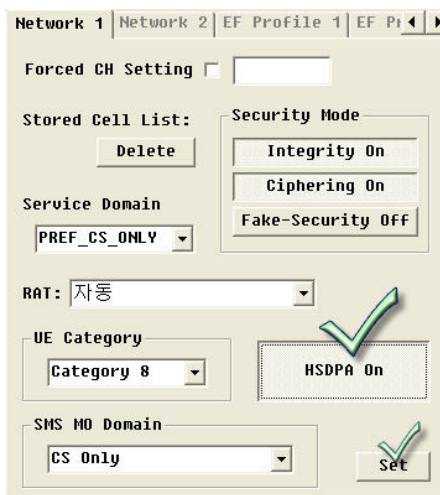 Network 1 Network 2 EF Profile 1
Forced CH Setting
Stored Cell List:
Delete
Security Mode
Integrity On
Ciphering On
Fake-Security Off
Service Domain
PREF_CS_ONLY
RAT: 자동
UE Category
Category 8
HSDPA On
SMS MO Domain
CS Only
Set